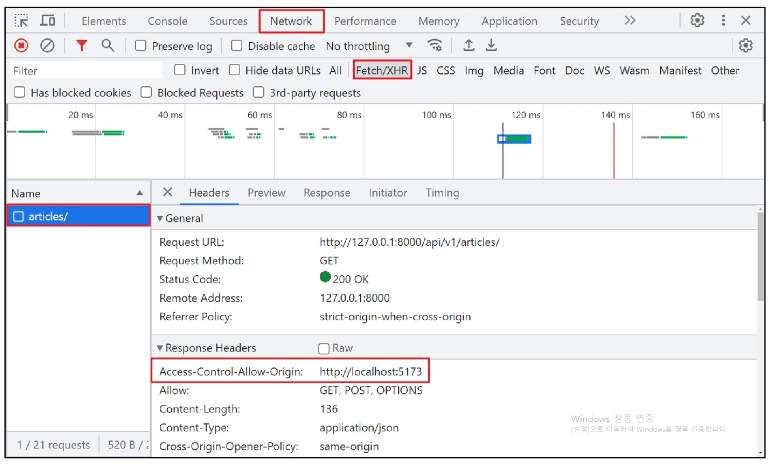 Elements Console Sources Network Performance Memory Application Security
Preserve log Disable cache No throttling
Filter Invert Hide data URLs All Fetch/XHR JS CSS Img Media Font Doc WS Wasm Manifest Other
Has blocked cookies Blocked Requests 3rd-party requests
20 ms 40 ms 60 ms 80 ms 100 ms 120 ms 140 ms 160 ms
Name Headers Preview Response Initiator Timing
articles/
General
Request URL: http://127.0.0.1:8000/api/v1/articles/
Request Method: GET
Status Code: 200 OK
Remote Address: 127.0.0.1:8000
Referrer Policy: strict-origin-when-cross-origin
Response Headers Raw
Access-Control-Allow-Origin: http://localhost:5173
Allow: GET, POST, OPTIONS
Content-Length: 136
Content-Type: application/json
Cross-Origin-Opener-Policy: same-origin
Windows 정품 인증
[설정]으로 이동하여 Windows를 정품 인증합니다.
1 / 21 requests 520 B /